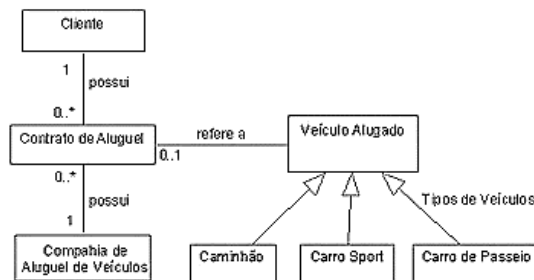 Cliente
1
possui
0..*
Contrato de Aluguel
0..1
refere a
Veículo Alugado
0..*
possui
1
Tipos de Veículos
Compahia de
Aluguel de Veículos
Caminhão
Carro Sport
Carro de Passeio